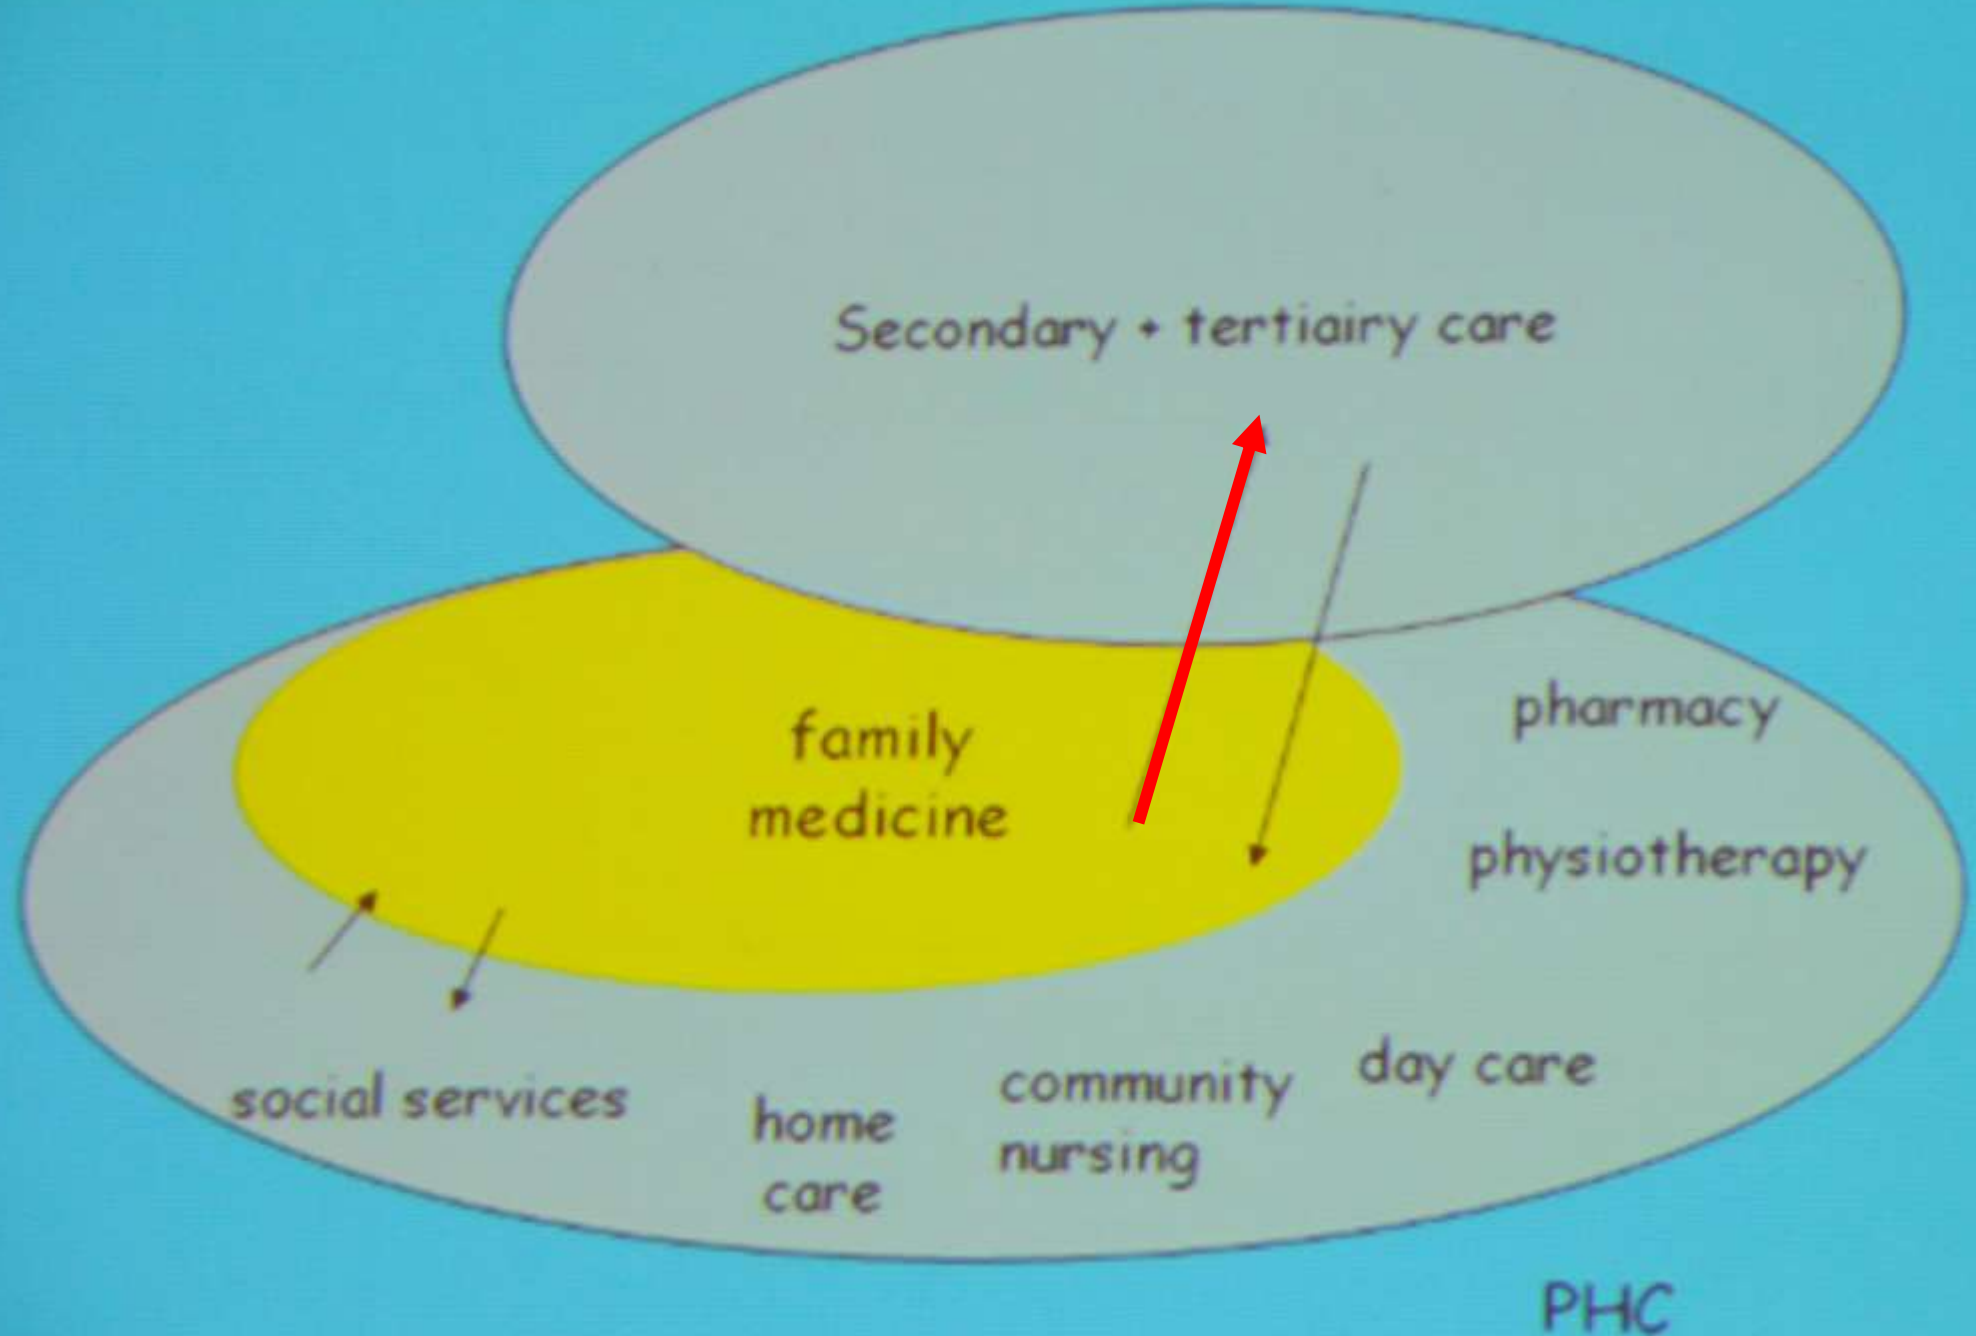 Secondary + tertiairy care
family
medicine
pharmacy
physiotherapy
social services
home
care
community
nursing
day care
PHC